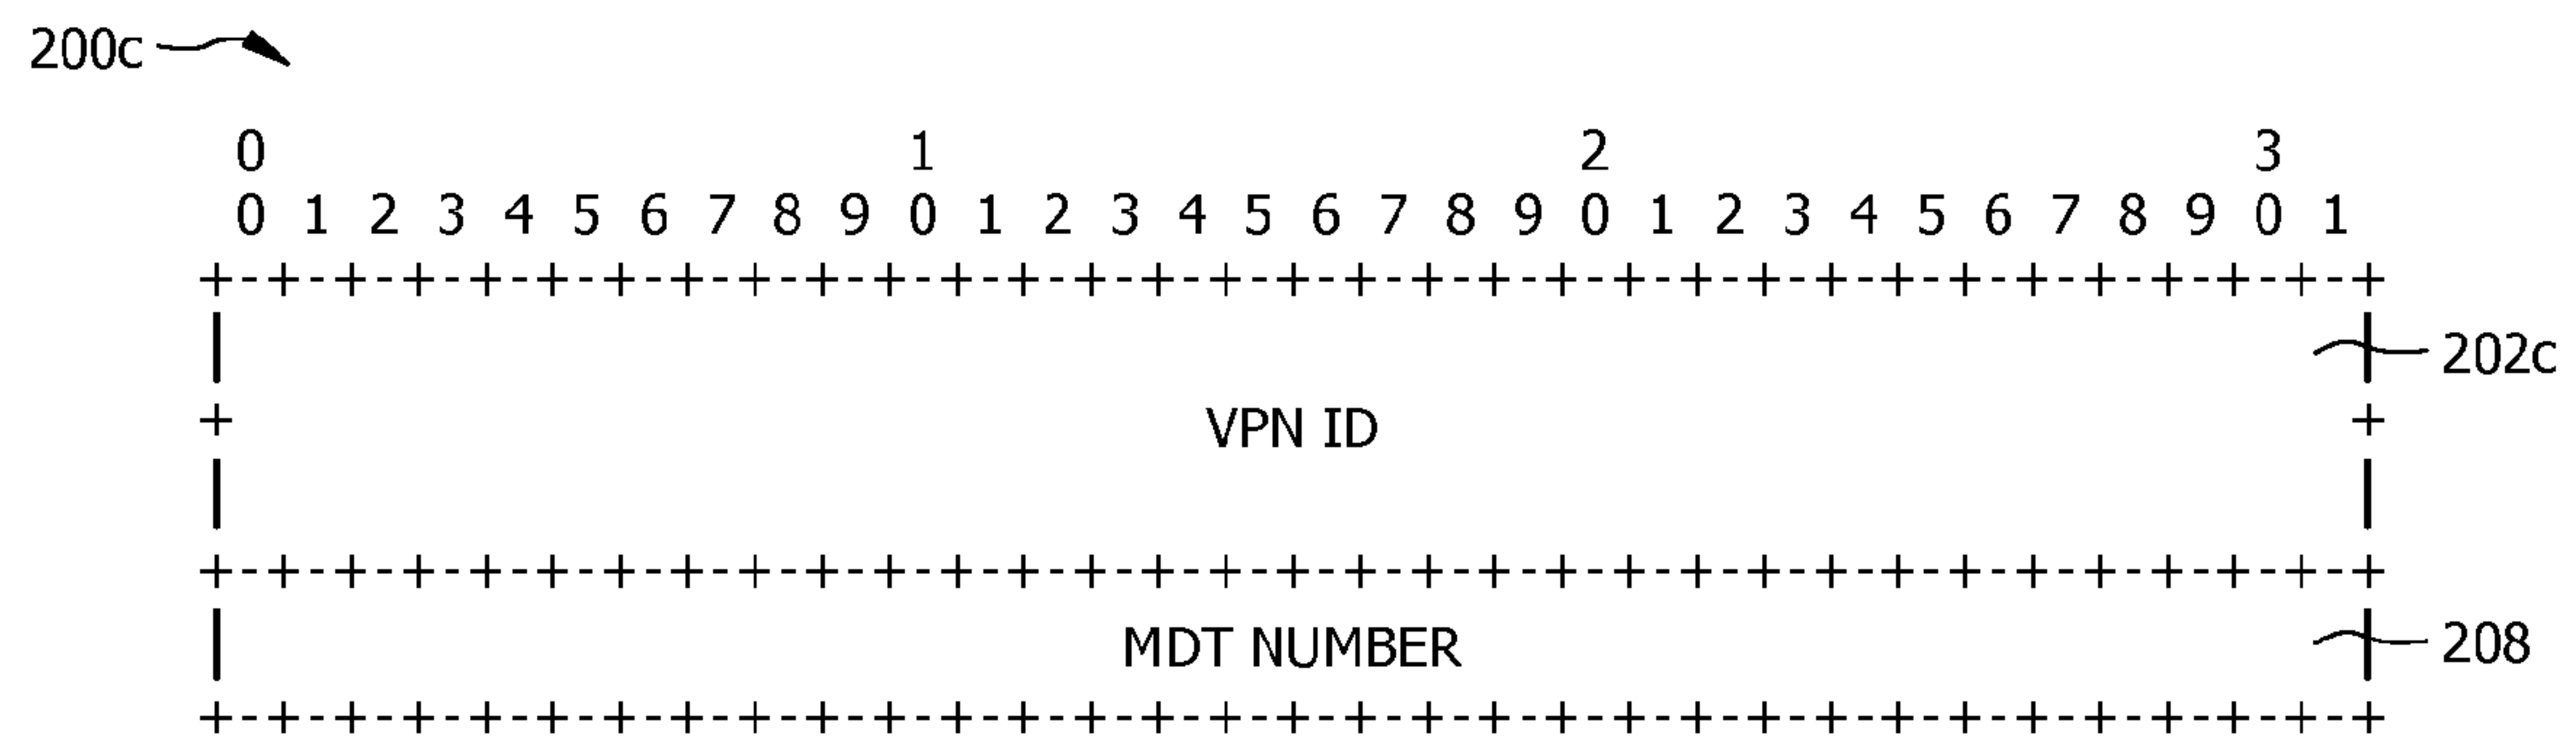 200c
0 1 2 3
0 1 2 3 4 5 6 7 8 9 0 1 2 3 4 5 6 7 8 9 0 1 2 3 4 5 6 7 8 9 0 1
+-+-+-+-+-+-+-+-+-+-+-+-+-+-+-+-+-+-+-+-+-+-+-+-+-+-+-+-+-+-+-+-+
| | 202c
+ VPN ID +
| |
+-+-+-+-+-+-+-+-+-+-+-+-+-+-+-+-+-+-+-+-+-+-+-+-+-+-+-+-+-+-+-+-+
| MDT NUMBER | 208
+-+-+-+-+-+-+-+-+-+-+-+-+-+-+-+-+-+-+-+-+-+-+-+-+-+-+-+-+-+-+-+-+